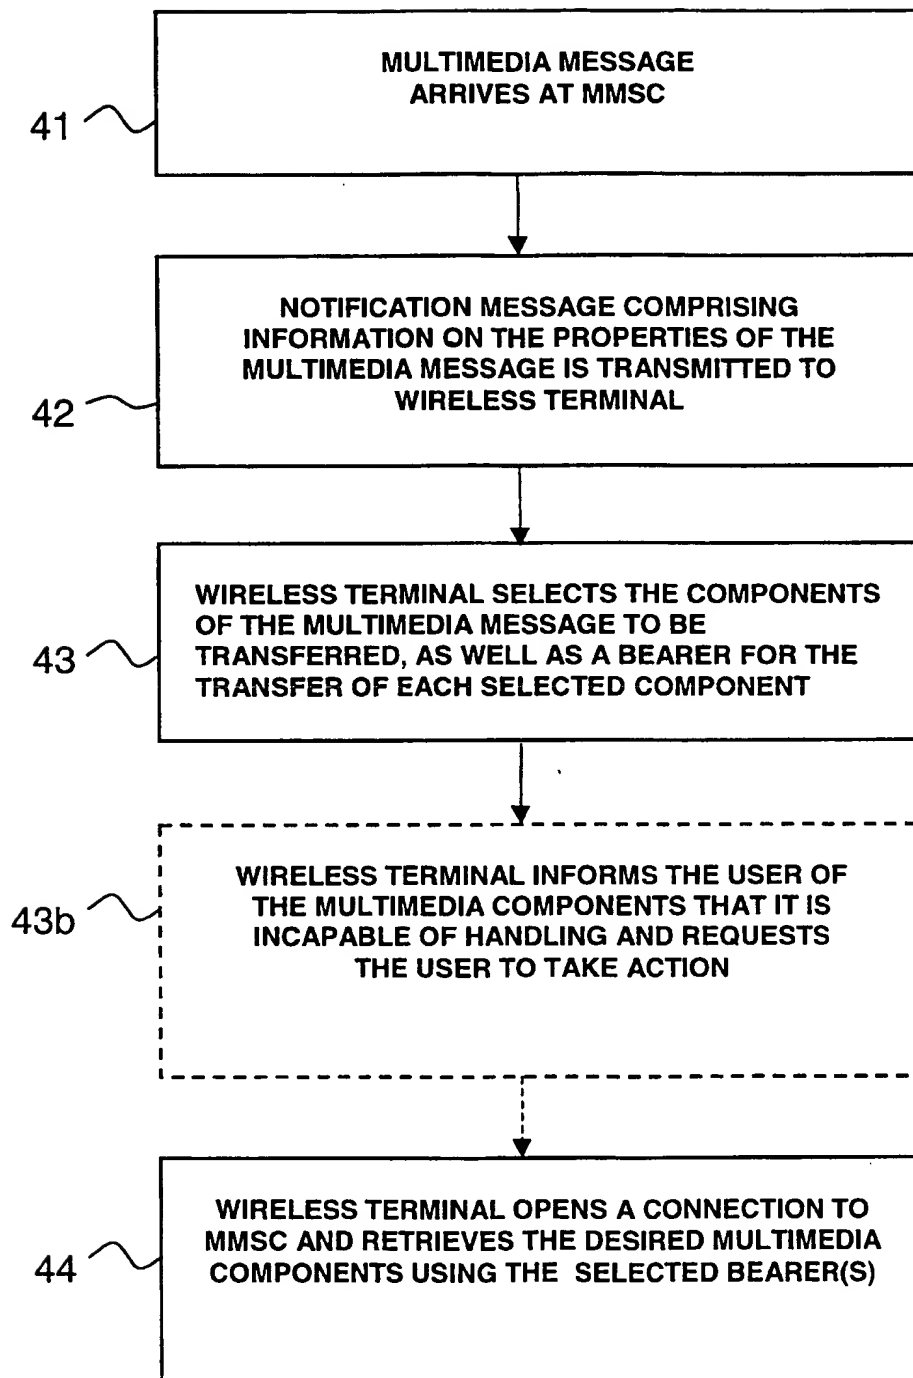 MULTIMEDIA MESSAGE
ARRIVES AT MMSC
41
NOTIFICATION MESSAGE COMPRISING
INFORMATION ON THE PROPERTIES OF THE
MULTIMEDIA MESSAGE IS TRANSMITTED TO
WIRELESS TERMINAL
42
WIRELESS TERMINAL SELECTS THE COMPONENTS
OF THE MULTIMEDIA MESSAGE TO BE
TRANSFERRED, AS WELL AS A BEARER FOR THE
TRANSFER OF EACH SELECTED COMPONENT
43
WIRELESS TERMINAL INFORMS THE USER OF
THE MULTIMEDIA COMPONENTS THAT IT IS
INCAPABLE OF HANDLING AND REQUESTS
THE USER TO TAKE ACTION
43b
WIRELESS TERMINAL OPENS A CONNECTION TO
MMSC AND RETRIEVES THE DESIRED MULTIMEDIA
COMPONENTS USING THE SELECTED BEARER(S)
44